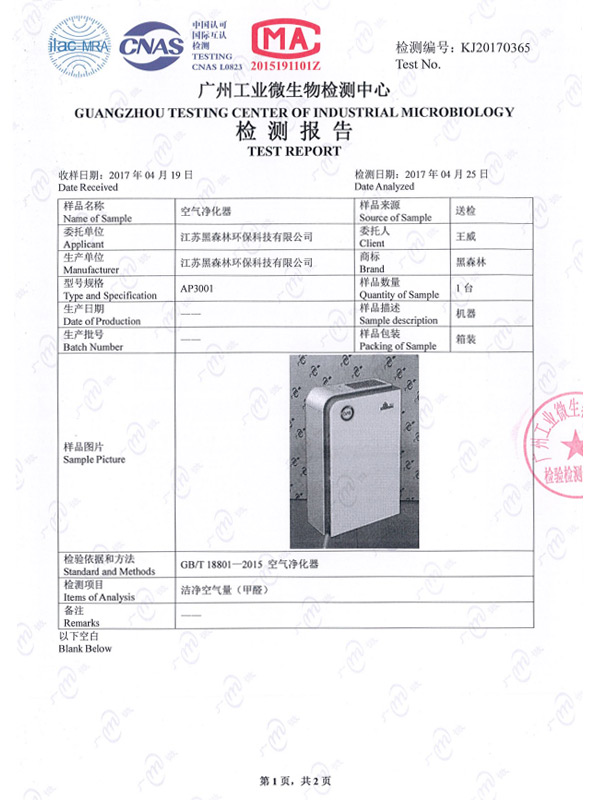 ilac-MRA
CNAS
中国认可
国际互认
检测
TESTING
CNAS L0823
MA
2015191101Z
检测编号: KJ20170365
Test No.
广州工业微生物检测中心
GUANGZHOU TESTING CENTER OF INDUSTRIAL MICROBIOLOGY
检测报告
TEST REPORT
收样日期: 2017 年 04 月 19 日
Date Received
检测日期: 2017 年 04 月 25 日
Date Analyzed
样品名称
Name of Sample
空气净化器
样品来源
Source of Sample
送检
委托单位
Applicant
江苏黑森林环保科技有限公司
委托人
Client
王威
生产单位
Manufacturer
江苏黑森林环保科技有限公司
商标
Brand
黑森林
型号规格
Type and Specification
AP3001
样品数量
Quantity of Sample
1 台
生产日期
Date of Production
——
样品描述
Sample description
机器
生产批号
Batch Number
——
样品包装
Packing of Sample
箱装
样品图片
Sample Picture
广州工业微生
检验检测
检验依据和方法
Standard and Methods
GB/T 18801—2015 空气净化器
检测项目
Items of Analysis
洁净空气量（甲醛）
备注
Remarks
——
以下空白
Blank Below
第 1 页，共 2 页